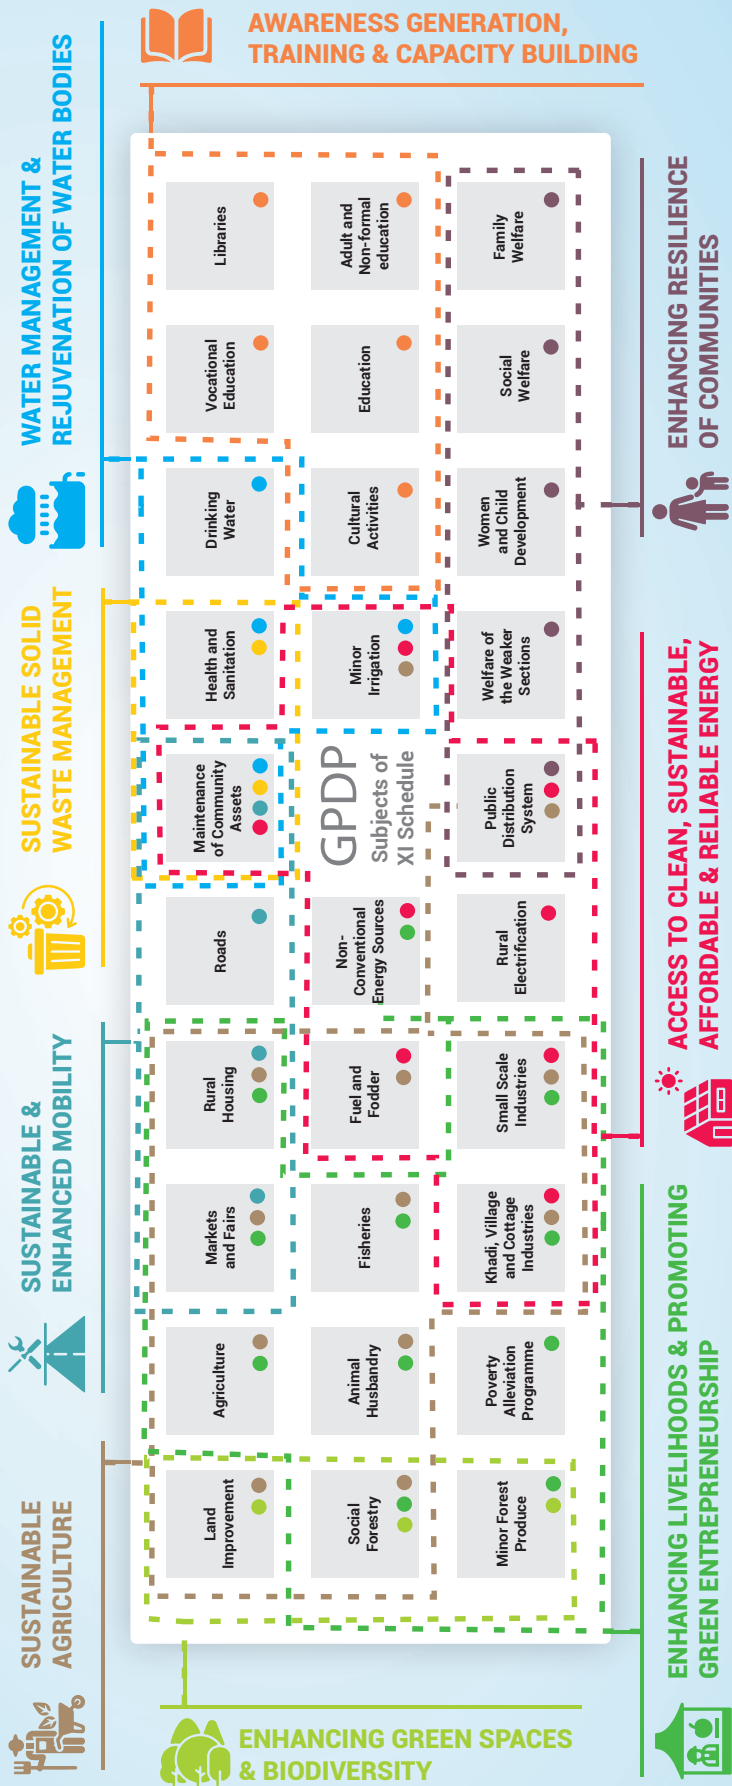 AWARENESS GENERATION,
TRAINING & CAPACITY BUILDING
WATER MANAGEMENT &
REJUVENATION OF WATER BODIES
SUSTAINABLE SOLID
WASTE MANAGEMENT
SUSTAINABLE &
ENHANCED MOBILITY
SUSTAINABLE
AGRICULTURE
Land
Improvement
Agriculture
Markets
and Fairs
Rural
Housing
Roads
Maintenance
of Community
Assets
Health and
Sanitation
Drinking
Water
Vocational
Education
Libraries
Social
Forestry
Animal
Husbandry
Fisheries
Fuel and
Fodder
Non-
Conventional
Energy Sources
GPDP
Subjects of
XI Schedule
Minor
Irrigation
Cultural
Activities
Education
Adult and
Non-formal
education
Minor Forest
Produce
Poverty
Alleviation
Programme
Khadi, Village
and Cottage
Industries
Small Scale
Industries
Rural
Electrification
Public
Distribution
System
Welfare of
the Weaker
Sections
Women
and Child
Development
Social
Welfare
Family
Welfare
ENHANCING RESILIENCE
OF COMMUNITIES
ACCESS TO CLEAN, SUSTAINABLE,
AFFORDABLE & RELIABLE ENERGY
ENHANCING LIVELIHOODS & PROMOTING
GREEN ENTREPRENEURSHIP
ENHANCING GREEN SPACES
& BIODIVERSITY